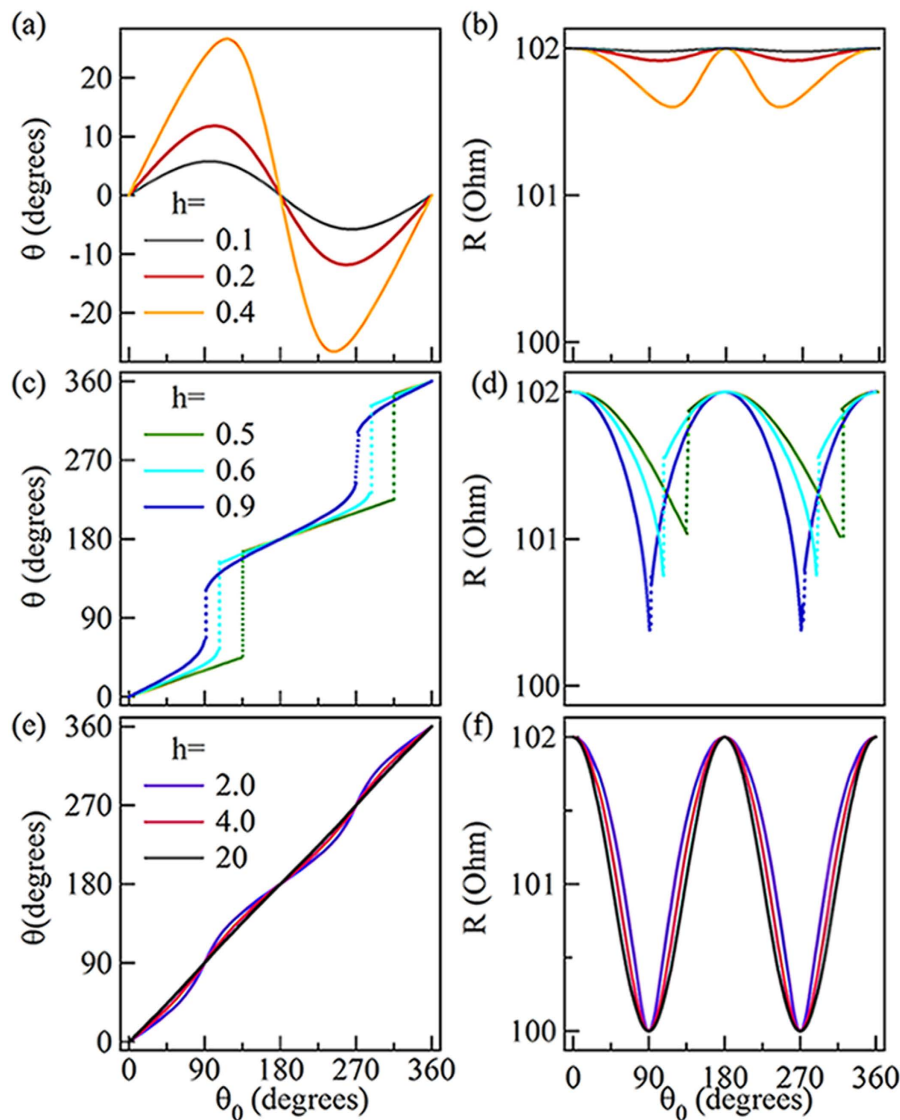 (a)
θ (degrees)
20
10
0
-10
-20
h=
0.1
0.2
0.4
(b)
R (Ohm)
102
101
100
(c)
θ (degrees)
360
270
180
90
0
h=
0.5
0.6
0.9
(d)
R (Ohm)
102
101
100
(e)
θ(degrees)
360
270
180
90
0
h=
2.0
4.0
20
0 90 180 270 360
θ0 (degrees)
(f)
R (Ohm)
102
101
100
0 90 180 270 360
θ0 (degrees)